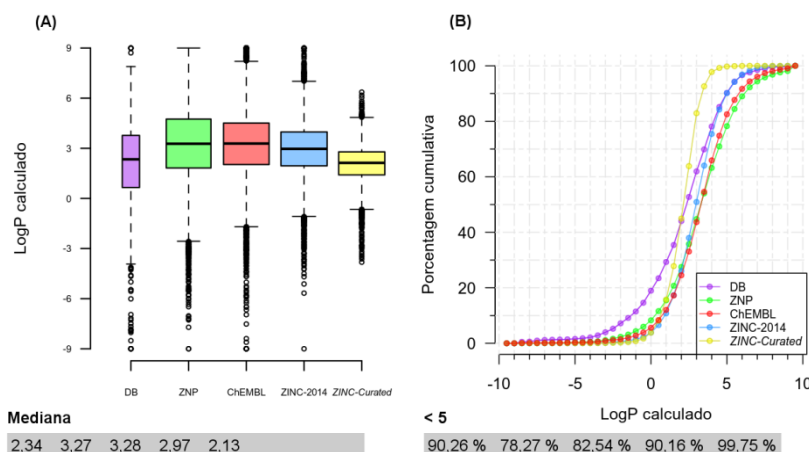 (A)
9
6
3
0
-3
-6
-9
LogP calculado
DB ZNP ChEMBL ZINC-2014 ZINC-Curated
Mediana
2,34 3,27 3,28 2,97 2,13
(B)
100
80
60
40
20
0
Porcentagem cumulativa
DB
ZNP
ChEMBL
ZINC-2014
ZINC-Curated
-10 -5 0 5 10
LogP calculado
< 5
90,26 % 78,27 % 82,54 % 90,16 % 99,75 %